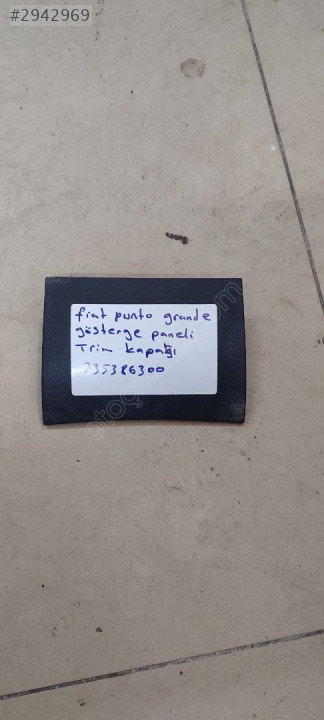 #2942969
fiat punto grande
gösterge paneli
Trim kapağı
735386300